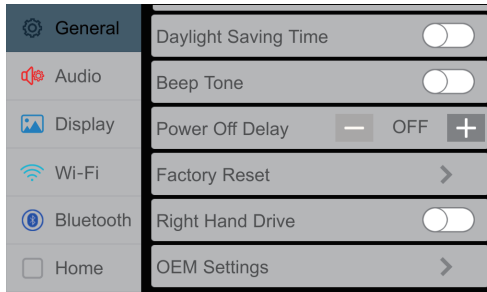 General
Audio
Display
Wi-Fi
Bluetooth
Home
Daylight Saving Time
Beep Tone
Power Off Delay — OFF +
Factory Reset
Right Hand Drive
OEM Settings